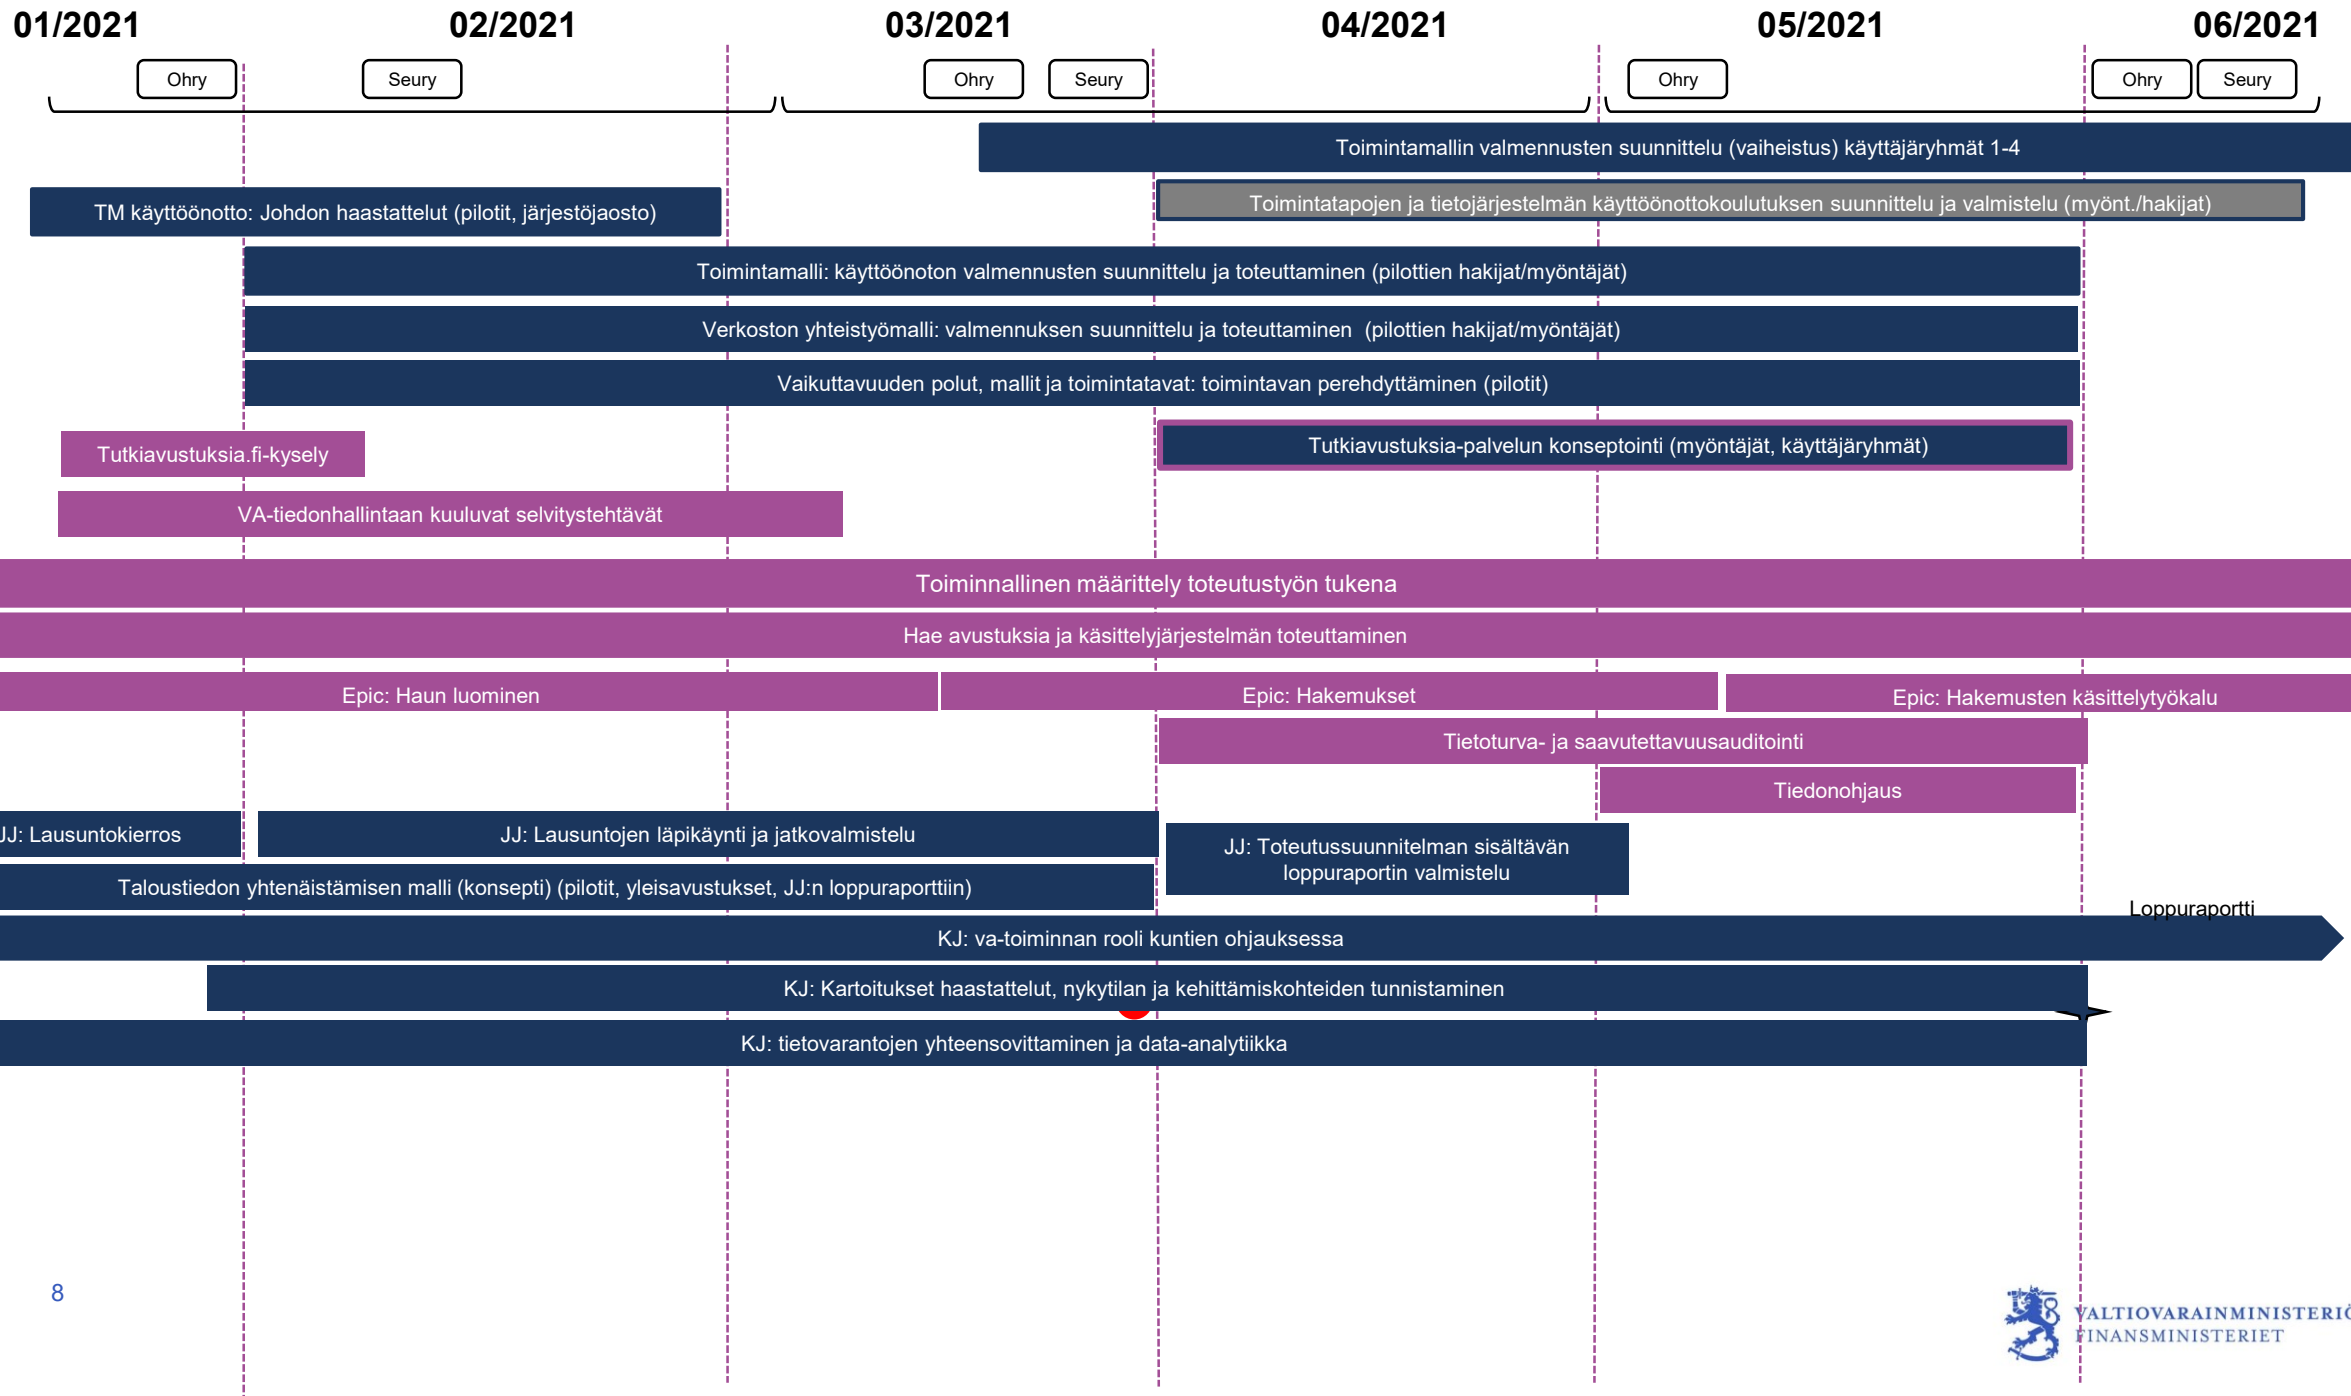 01/2021 02/2021 03/2021 04/2021 05/2021 06/2021
Ohry Seury Ohry Seury Ohry Ohry Seury
Toimintamallin valmennusten suunnittelu (vaiheistus) käyttäjäryhmät 1-4
TM käyttöönotto: Johdon haastattelut (pilotit, järjestöjaosto)
Toimintatapojen ja tietojärjestelmän käyttöönottokoulutuksen suunnittelu ja valmistelu (myönt./hakijat)
Toimintamalli: käyttöönoton valmennusten suunnittelu ja toteuttaminen (pilottien hakijat/myöntäjät)
Verkoston yhteistyömalli: valmennuksen suunnittelu ja toteuttaminen (pilottien hakijat/myöntäjät)
Vaikuttavuuden polut, mallit ja toimintatavat: toimintavan perehdyttäminen (pilotit)
Tutkiavustuksia.fi-kysely
Tutkiavustuksia-palvelun konseptointi (myöntäjät, käyttäjäryhmät)
VA-tiedonhallintaan kuuluvat selvitystehtävät
Toiminnallinen määrittely toteutustyön tukena
Hae avustuksia ja käsittelyjärjestelmän toteuttaminen
Epic: Haun luominen
Epic: Hakemukset
Epic: Hakemusten käsittelytyökalu
Tietoturva- ja saavutettavuusauditointi
Tiedonohjaus
JJ: Lausuntokierros
JJ: Lausuntojen läpikäynti ja jatkovalmistelu
JJ: Toteutussuunnitelman sisältävän
loppuraportin valmistelu
Taloustiedon yhtenäistämisen malli (konsepti) (pilotit, yleisavustukset, JJ:n loppuraporttiin)
Loppuraportti
KJ: va-toiminnan rooli kuntien ohjauksessa
KJ: Kartoitukset haastattelut, nykytilan ja kehittämiskohteiden tunnistaminen
KJ: tietovarantojen yhteensovittaminen ja data-analytiikka
8
VALTIOVARAINMINISTERIÖ
FINANSMINISTERIET